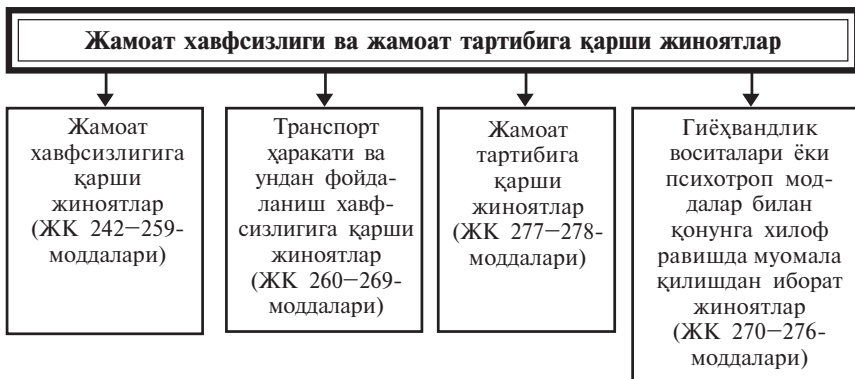 Жамоат хавфсизлиги ва жамоат тартибига қарши жиноятлар
Жамоат
хавфсизлигига
қарши
жиноятлар
(ЖК 242—259-
моддалари)
Транспорт
ҳаракати ва
ундан фойда-
ланиш хавф-
сизлигига қарши
жиноятлар
(ЖК 260—269-
моддалари)
Жамоат
тартибига
қарши
жиноятлар
(ЖК 277—278-
моддалари)
Гиёҳвандлик
воситалари ёки
психотроп мод-
далар билан
қонунга хилоф
равишда муомала
қилишдан иборат
жиноятлар
(ЖК 270—276-
моддалари)